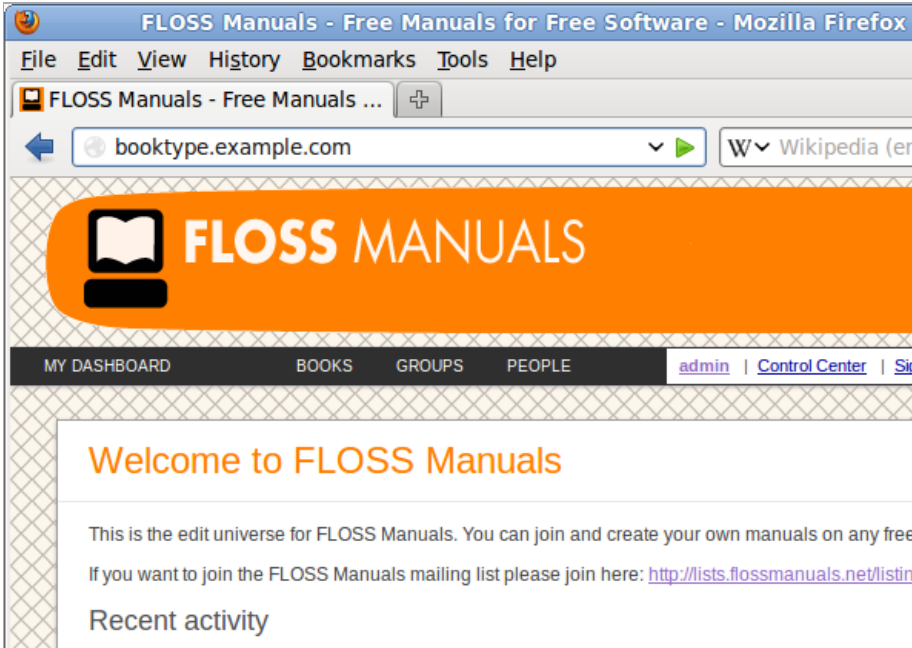 FLOSS Manuals - Free Manuals for Free Software - Mozilla Firefox
File Edit View History Bookmarks Tools Help
FLOSS Manuals - Free Manuals ...
booktype.example.com W Wikipedia (en
FLOSS MANUALS
MY DASHBOARD BOOKS GROUPS PEOPLE admin | Control Center | Sig
Welcome to FLOSS Manuals
This is the edit universe for FLOSS Manuals. You can join and create your own manuals on any free
If you want to join the FLOSS Manuals mailing list please join here: http://lists.flossmanuals.net/listin
Recent activity